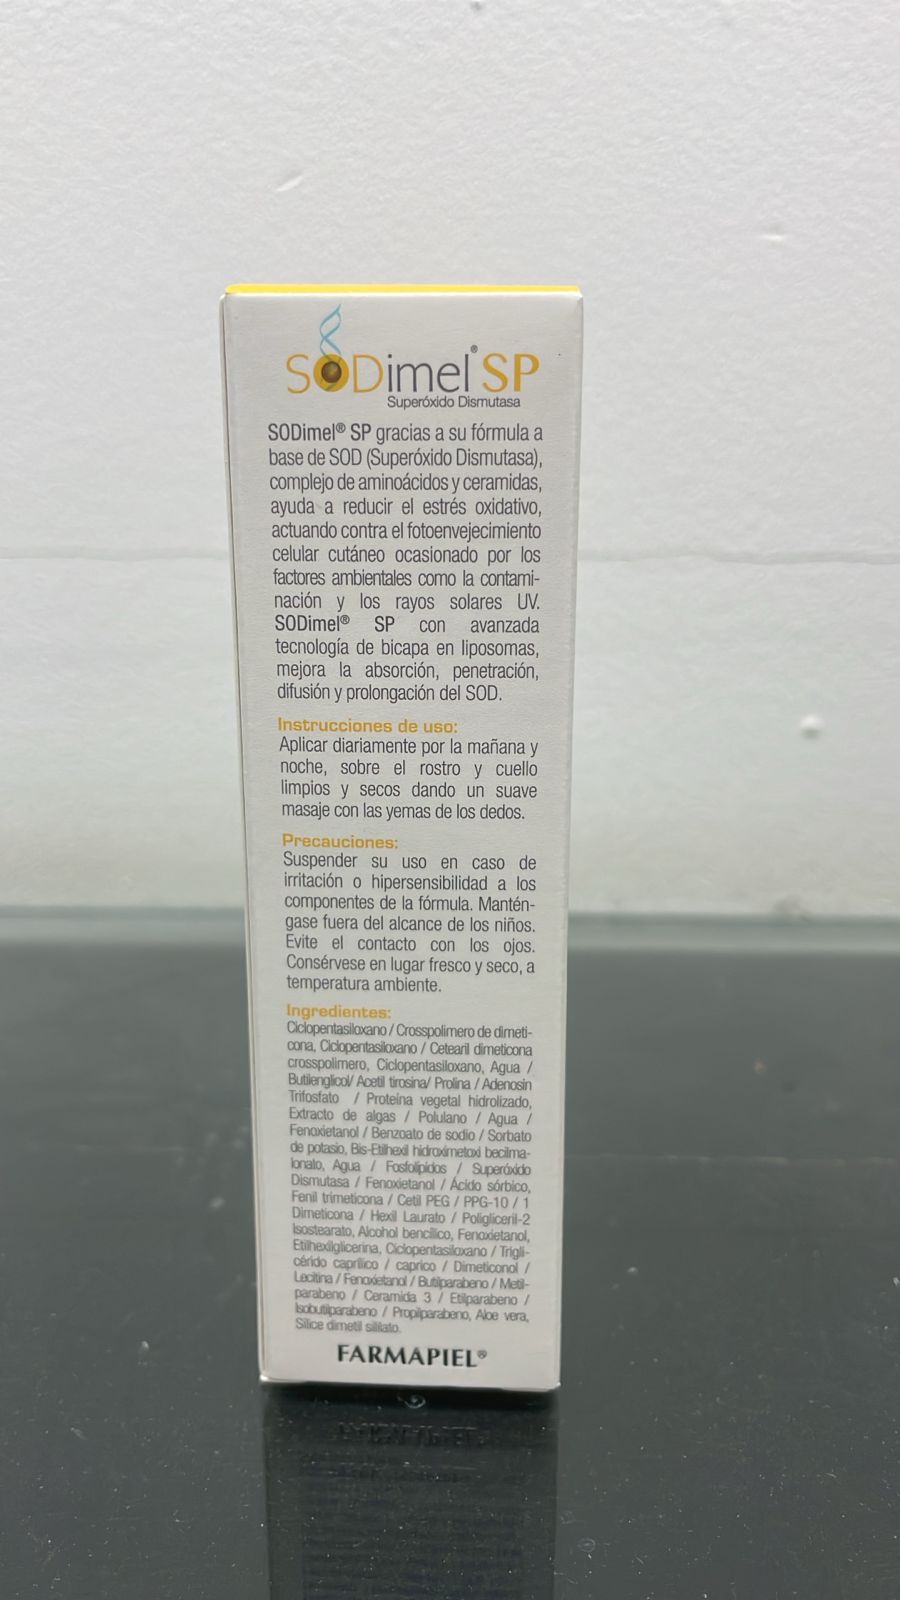 SODimel® SP
Superóxido Dismutasa
SODimel® SP gracias a su fórmula a
base de SOD (Superóxido Dismutasa),
complejo de aminoácidos y ceramidas,
ayuda a reducir el estrés oxidativo,
actuando contra el fotoenvejecimiento
celular cutáneo ocasionado por los
factores ambientales como la contami-
nación y los rayos solares UV.
SODimel® SP con avanzada
tecnología de bicapa en liposomas,
mejora la absorción, penetración,
difusión y prolongación del SOD.
Instrucciones de uso:
Aplicar diariamente por la mañana y
noche, sobre el rostro y cuello
limpios y secos dando un suave
masaje con las yemas de los dedos.
Precauciones:
Suspender su uso en caso de
irritación o hipersensibilidad a los
componentes de la fórmula. Mantén-
gase fuera del alcance de los niños.
Evite el contacto con los ojos.
Consérvese en lugar fresco y seco, a
temperatura ambiente.
Ingredientes:
Ciclopentasiloxano / Crosspolimero de dimeti-
cona, Ciclopentasiloxano / Cetearil dimeticona
crosspolimero, Ciclopentasiloxano, Agua /
Butilenglicol/ Acetil tirosina/ Prolina / Adenosin
Trifosfato / Proteína vegetal hidrolizado,
Extracto de algas / Polulano / Agua /
Fenoxietanol / Benzoato de sodio / Sorbato
de potasio, Bis-Etilhexil hidroximetoxi becilma-
lonato, Agua / Fosfolípidos / Superóxido
Dismutasa / Fenoxietanol / Ácido sórbico,
Fenil trimeticona / Cetil PEG / PPG-10 / 1
Dimeticona / Hexil Laurato / Poligliceril-2
Isostearato, Alcohol bencílico, Fenoxietanol,
Etilhexilglicerina, Ciclopentasiloxano / Trigli-
cérido caprílico / caprico / Dimeticonol /
Lecitina / Fenoxietanol / Butilparabeno / Metil-
parabeno / Ceramida 3 / Etilparabeno /
Isobutilparabeno / Propilparabeno, Aloe vera,
Sílice dimetil sililato.
FARMAPIEL®